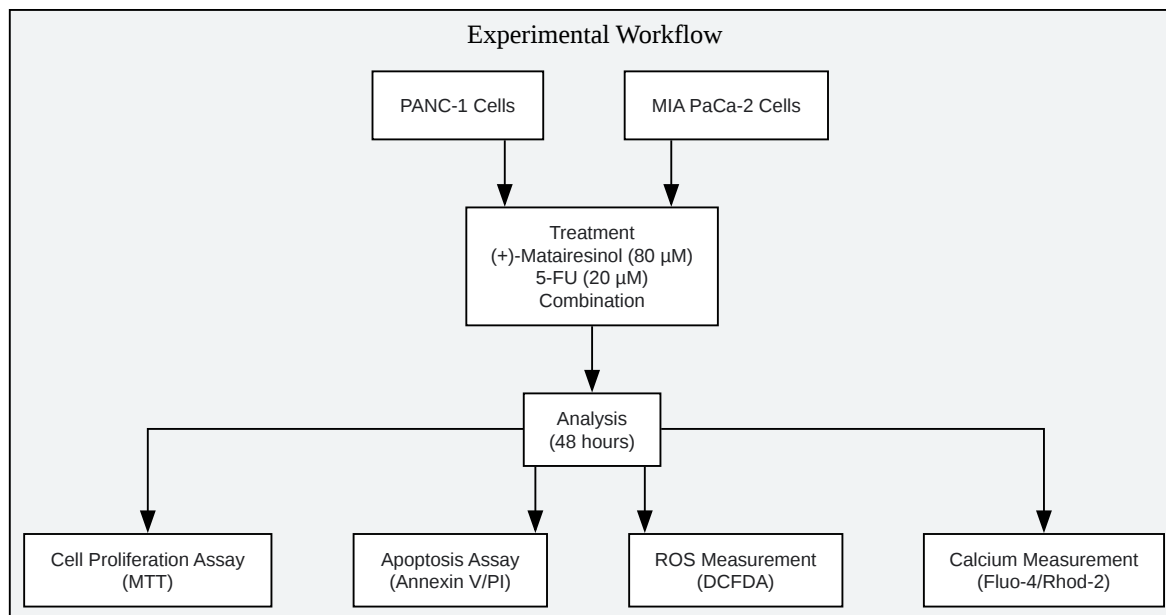 Experimental Workflow
PANC-1 Cells
MIA PaCa-2 Cells
Treatment
(+)-Matairesinol (80 µM)
5-FU (20 µM)
Combination
Analysis
(48 hours)
Cell Proliferation Assay
(MTT)
Apoptosis Assay
(Annexin V/PI)
ROS Measurement
(DCFDA)
Calcium Measurement
(Fluo-4/Rhod-2)